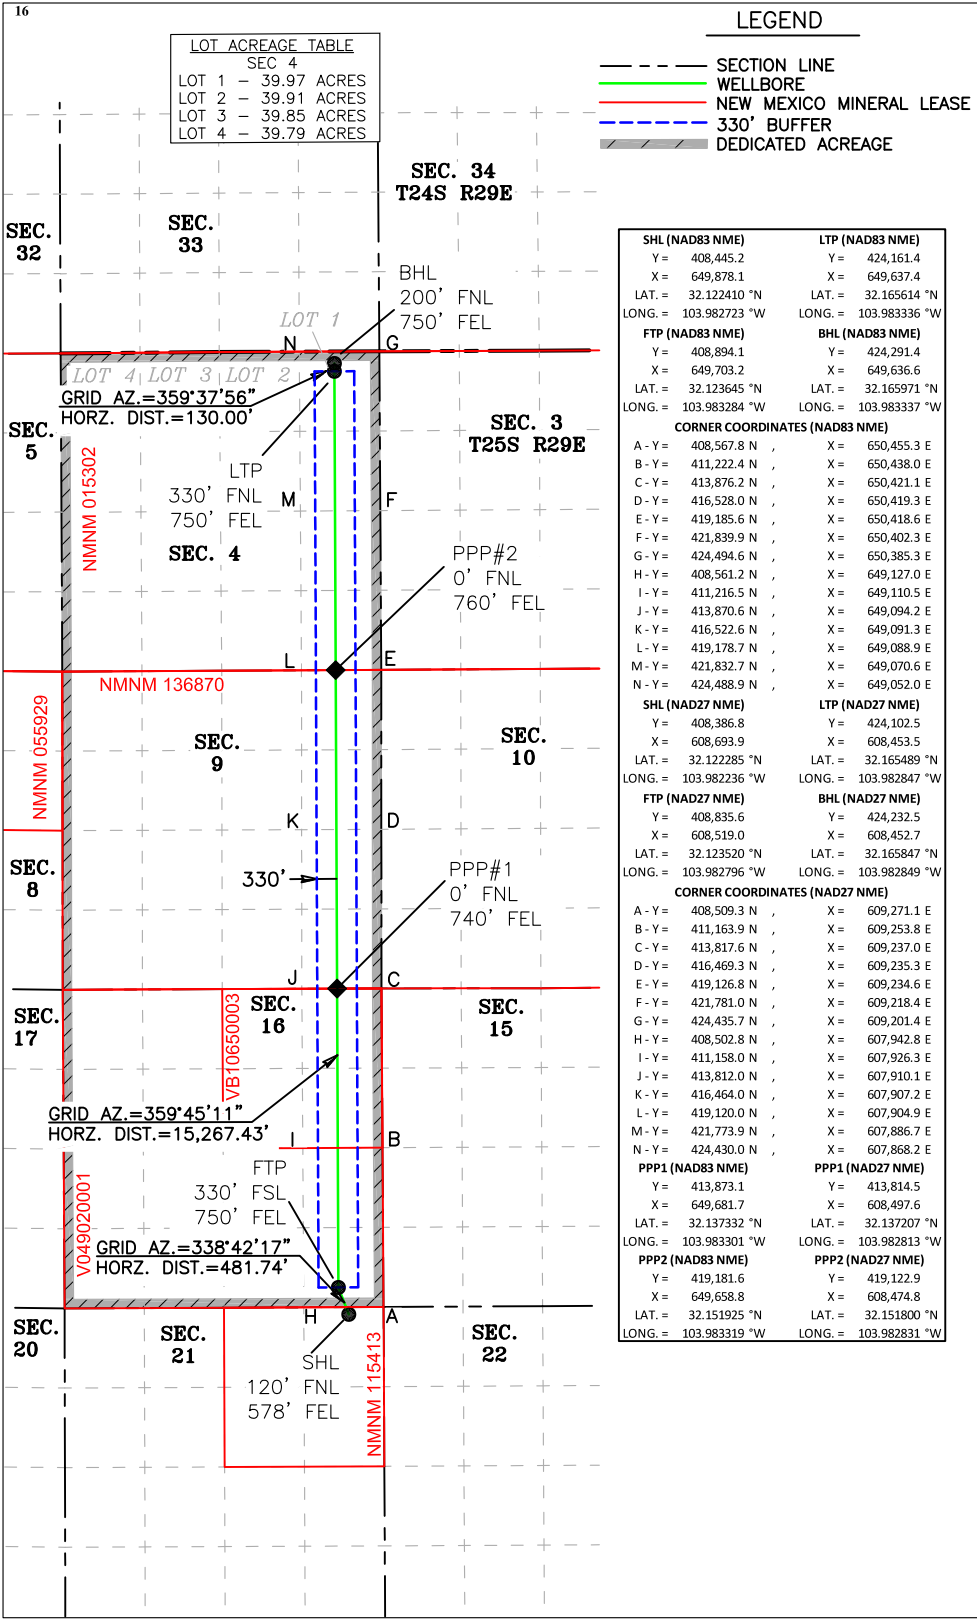 16
LEGEND
SECTION LINE
WELLBORE
NEW MEXICO MINERAL LEASE
330' BUFFER
DEDICATED ACREAGE
LOT ACREAGE TABLE
SEC 4
LOT 1 - 39.97 ACRES
LOT 2 - 39.91 ACRES
LOT 3 - 39.85 ACRES
LOT 4 - 39.79 ACRES
SEC. 34
T24S R29E
SEC.
32
SEC.
33
BHL
200' FNL
750' FEL
LOT 1
N
G
LOT 4
LOT 3
LOT 2
GRID AZ.=359°37'56"
HORZ. DIST.=130.00'
SEC.
5
SEC. 3
T25S R29E
NMNM 015302
LTP
330' FNL
750' FEL
M
F
SEC. 4
PPP#2
0' FNL
760' FEL
L
E
NMNM 136870
NMNM 055929
SEC.
9
SEC.
10
K
D
SEC.
8
330'
PPP#1
0' FNL
740' FEL
J
C
SEC.
17
SEC.
16
SEC.
15
VB10650003
GRID AZ.=359°45'11"
HORZ. DIST.=15,267.43'
I
B
FTP
330' FSL
750' FEL
V049020001
GRID AZ.=338°42'17"
HORZ. DIST.=481.74'
H
A
SEC.
20
SEC.
21
SEC.
22
SHL
120' FNL
578' FEL
NMNM 115413
SHL (NAD83 NME) LTP (NAD83 NME)
Y = 408,445.2 Y = 424,161.4
X = 649,878.1 X = 649,637.4
LAT. = 32.122410 °N LAT. = 32.165614 °N
LONG. = 103.982723 °W LONG. = 103.983336 °W
FTP (NAD83 NME) BHL (NAD83 NME)
Y = 408,894.1 Y = 424,291.4
X = 649,703.2 X = 649,636.6
LAT. = 32.123645 °N LAT. = 32.165971 °N
LONG. = 103.983284 °W LONG. = 103.983337 °W
CORNER COORDINATES (NAD83 NME)
A - Y = 408,567.8 N , X = 650,455.3 E
B - Y = 411,222.4 N , X = 650,438.0 E
C - Y = 413,876.2 N , X = 650,421.1 E
D - Y = 416,528.0 N , X = 650,419.3 E
E - Y = 419,185.6 N , X = 650,418.6 E
F - Y = 421,839.9 N , X = 650,402.3 E
G - Y = 424,494.6 N , X = 650,385.3 E
H - Y = 408,561.2 N , X = 649,127.0 E
I - Y = 411,216.5 N , X = 649,110.5 E
J - Y = 413,870.6 N , X = 649,094.2 E
K - Y = 416,522.6 N , X = 649,091.3 E
L - Y = 419,178.7 N , X = 649,088.9 E
M - Y = 421,832.7 N , X = 649,070.6 E
N - Y = 424,488.9 N , X = 649,052.0 E
SHL (NAD27 NME) LTP (NAD27 NME)
Y = 408,386.8 Y = 424,102.5
X = 608,693.9 X = 608,453.5
LAT. = 32.122285 °N LAT. = 32.165489 °N
LONG. = 103.982236 °W LONG. = 103.982847 °W
FTP (NAD27 NME) BHL (NAD27 NME)
Y = 408,835.6 Y = 424,232.5
X = 608,519.0 X = 608,452.7
LAT. = 32.123520 °N LAT. = 32.165847 °N
LONG. = 103.982796 °W LONG. = 103.982849 °W
CORNER COORDINATES (NAD27 NME)
A - Y = 408,509.3 N , X = 609,271.1 E
B - Y = 411,163.9 N , X = 609,253.8 E
C - Y = 413,817.6 N , X = 609,237.0 E
D - Y = 416,469.3 N , X = 609,235.3 E
E - Y = 419,126.8 N , X = 609,234.6 E
F - Y = 421,781.0 N , X = 609,218.4 E
G - Y = 424,435.7 N , X = 609,201.4 E
H - Y = 408,502.8 N , X = 607,942.8 E
I - Y = 411,158.0 N , X = 607,926.3 E
J - Y = 413,812.0 N , X = 607,910.1 E
K - Y = 416,464.0 N , X = 607,907.2 E
L - Y = 419,120.0 N , X = 607,904.9 E
M - Y = 421,773.9 N , X = 607,886.7 E
N - Y = 424,430.0 N , X = 607,868.2 E
PPP1 (NAD83 NME) PPP1 (NAD27 NME)
Y = 413,873.1 Y = 413,814.5
X = 649,681.7 X = 608,497.6
LAT. = 32.137332 °N LAT. = 32.137207 °N
LONG. = 103.983301 °W LONG. = 103.982813 °W
PPP2 (NAD83 NME) PPP2 (NAD27 NME)
Y = 419,181.6 Y = 419,122.9
X = 649,658.8 X = 608,474.8
LAT. = 32.151925 °N LAT. = 32.151800 °N
LONG. = 103.983319 °W LONG. = 103.982831 °W